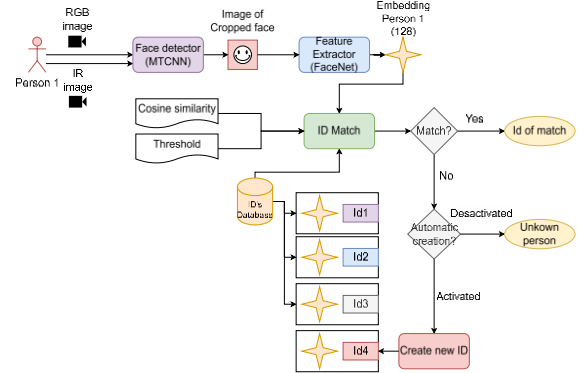 RGB
image
IR
image
Person 1
Face detector
(MTCNN)
Image of
Cropped face
Feature
Extractor
(FaceNet)
Embedding
Person 1
(128)
Cosine similarity
Threshold
ID Match
Match?
Yes
Id of match
No
ID's
Database
Id1
Id2
Id3
Id4
Automatic
creation?
Desactivated
Unkown
person
Activated
Create new ID